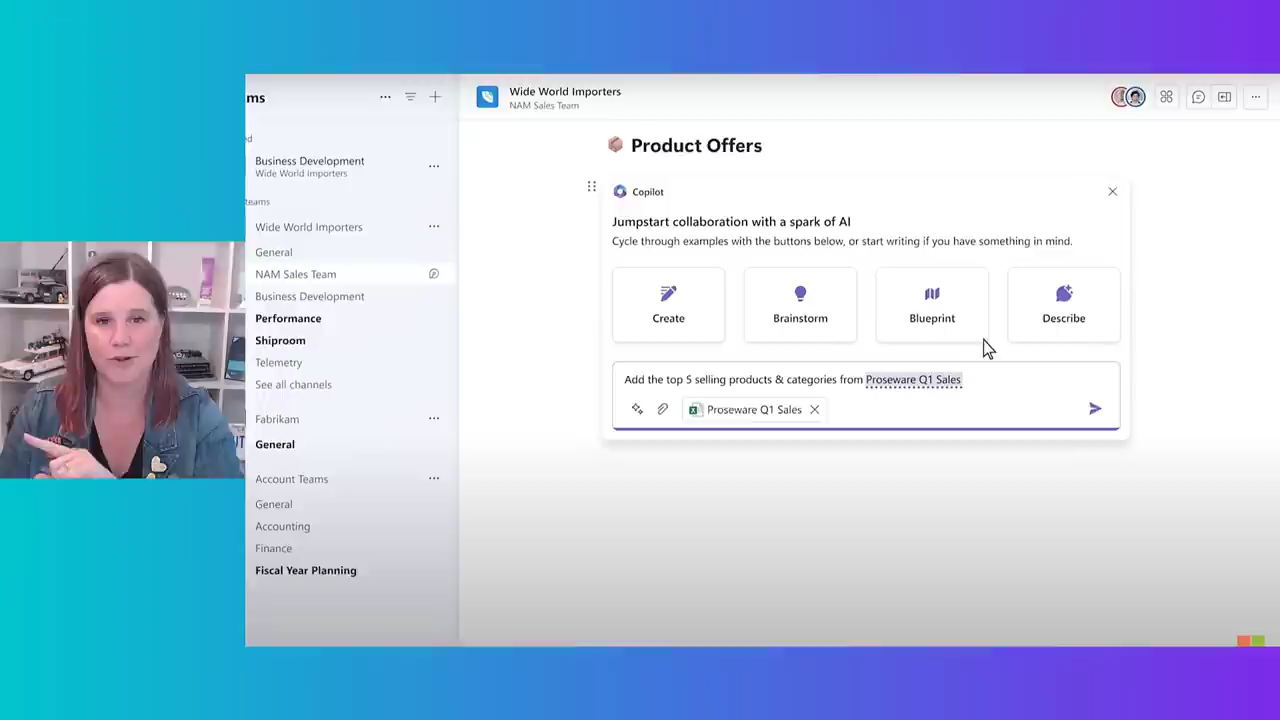 ms
ed
Business Development
Wide World Importers
teams
Wide World Importers
General
NAM Sales Team
Business Development
Performance
Shiproom
Telemetry
See all channels
Fabrikam
General
Account Teams
General
Accounting
Finance
Fiscal Year Planning
Wide World Importers
NAM Sales Team
Product Offers
Copilot
Jumpstart collaboration with a spark of AI
Cycle through examples with the buttons below, or start writing if you have something in mind.
Create
Brainstorm
Blueprint
Describe
Add the top 5 selling products & categories from Proseware Q1 Sales
Proseware Q1 Sales